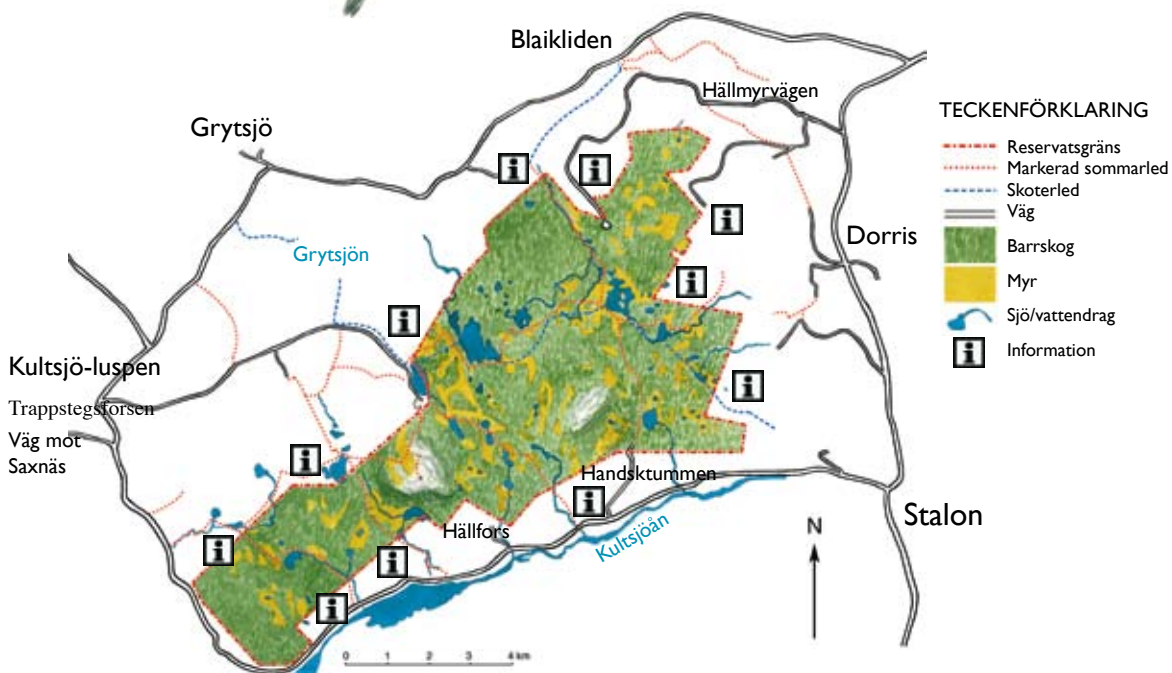 Blaikliden
Hällmyrvägen
Grytsjö
Grytsjön
Dorris
Kultsjö-luspen
Trappstegsforsen
Väg mot
Saxnäs
Handsktummen
Hällfors
Kultsjöån
Stalon
N
0 1 2 4 km
TECKENFÖRKLARING
Reservatsgräns
Markerad sommarled
Skoterled
Väg
Barrskog
Myr
Sjö/vattendrag
i Information
i
i
i
i
i
i
i
i
i
i
i